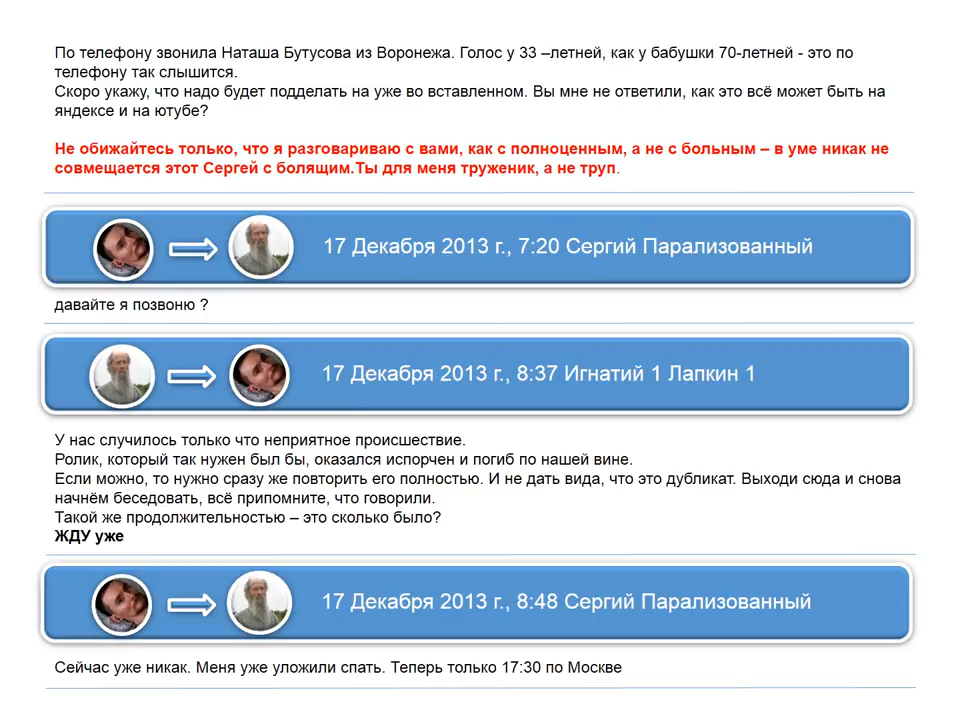 По телефону звонила Наташа Бутусова из Воронежа. Голос у 33 –летней, как у бабушки 70-летней - это по
телефону так слышится.
Скоро укажу, что надо будет подделать на уже во вставленном. Вы мне не ответили, как это всё может быть на
яндексе и на ютубе?
Не обижайтесь только, что я разговариваю с вами, как с полноценным, а не с больным – в уме никак не
совмещается этот Сергей с болящим.Ты для меня труженик, а не труп.
17 Декабря 2013 г., 7:20 Сергий Парализованный
давайте я позвоню ?
17 Декабря 2013 г., 8:37 Игнатий 1 Лапкин 1
У нас случилось только что неприятное происшествие.
Ролик, который так нужен был бы, оказался испорчен и погиб по нашей вине.
Если можно, то нужно сразу же повторить его полностью. И не дать вида, что это дубликат. Выходи сюда и снова
начнём беседовать, всё припомните, что говорили.
Такой же продолжительностью – это сколько было?
ЖДУ уже
17 Декабря 2013 г., 8:48 Сергий Парализованный
Сейчас уже никак. Меня уже уложили спать. Теперь только 17:30 по Москве